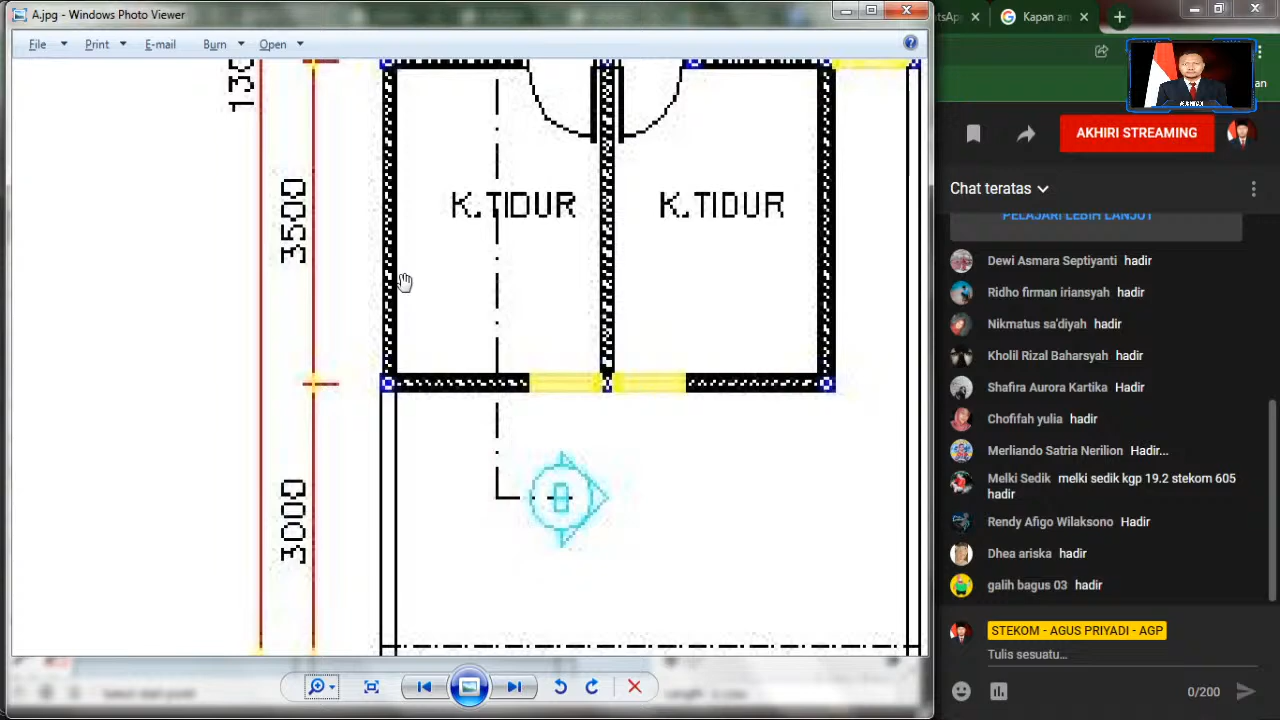 A.jpg - Windows Photo Viewer
File Print E-mail Burn Open
130
3500
3000
K.TIDUR K.TIDUR
B
Kapan an
an
AKHIRI STREAMING
Chat teratas
PELAJARI LEBIH LANJUT
Dewi Asmara Septiyanti hadir
Ridho firman iriansyah hadir
Nikmatus sa'diyah hadir
Kholil Rizal Baharsyah hadir
Shafira Aurora Kartika Hadir
Chofifah yulia hadir
Merliando Satria Nerilion Hadir...
Melki Sedik melki sedik kgp 19.2 stekom 605
hadir
Rendy Afigo Wilaksono Hadir
Dhea ariska hadir
galih bagus 03 hadir
STEKOM - AGUS PRIYADI - AGP
Tulis sesuatu...
0/200